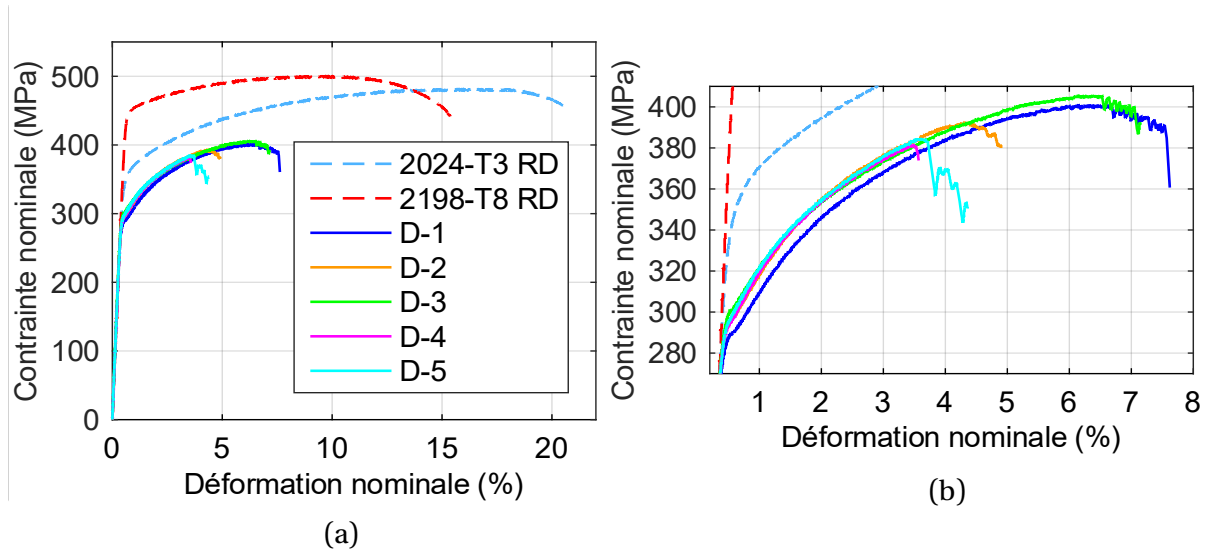 Contrainte nominale (MPa)
500
400
300
200
100
0
0
5
10
15
20
Déformation nominale (%)
2024-T3 RD
2198-T8 RD
D-1
D-2
D-3
D-4
D-5
(a)
Contrainte nominale (MPa)
400
380
360
340
320
300
280
1
2
3
4
5
6
7
8
Déformation nominale (%)
(b)